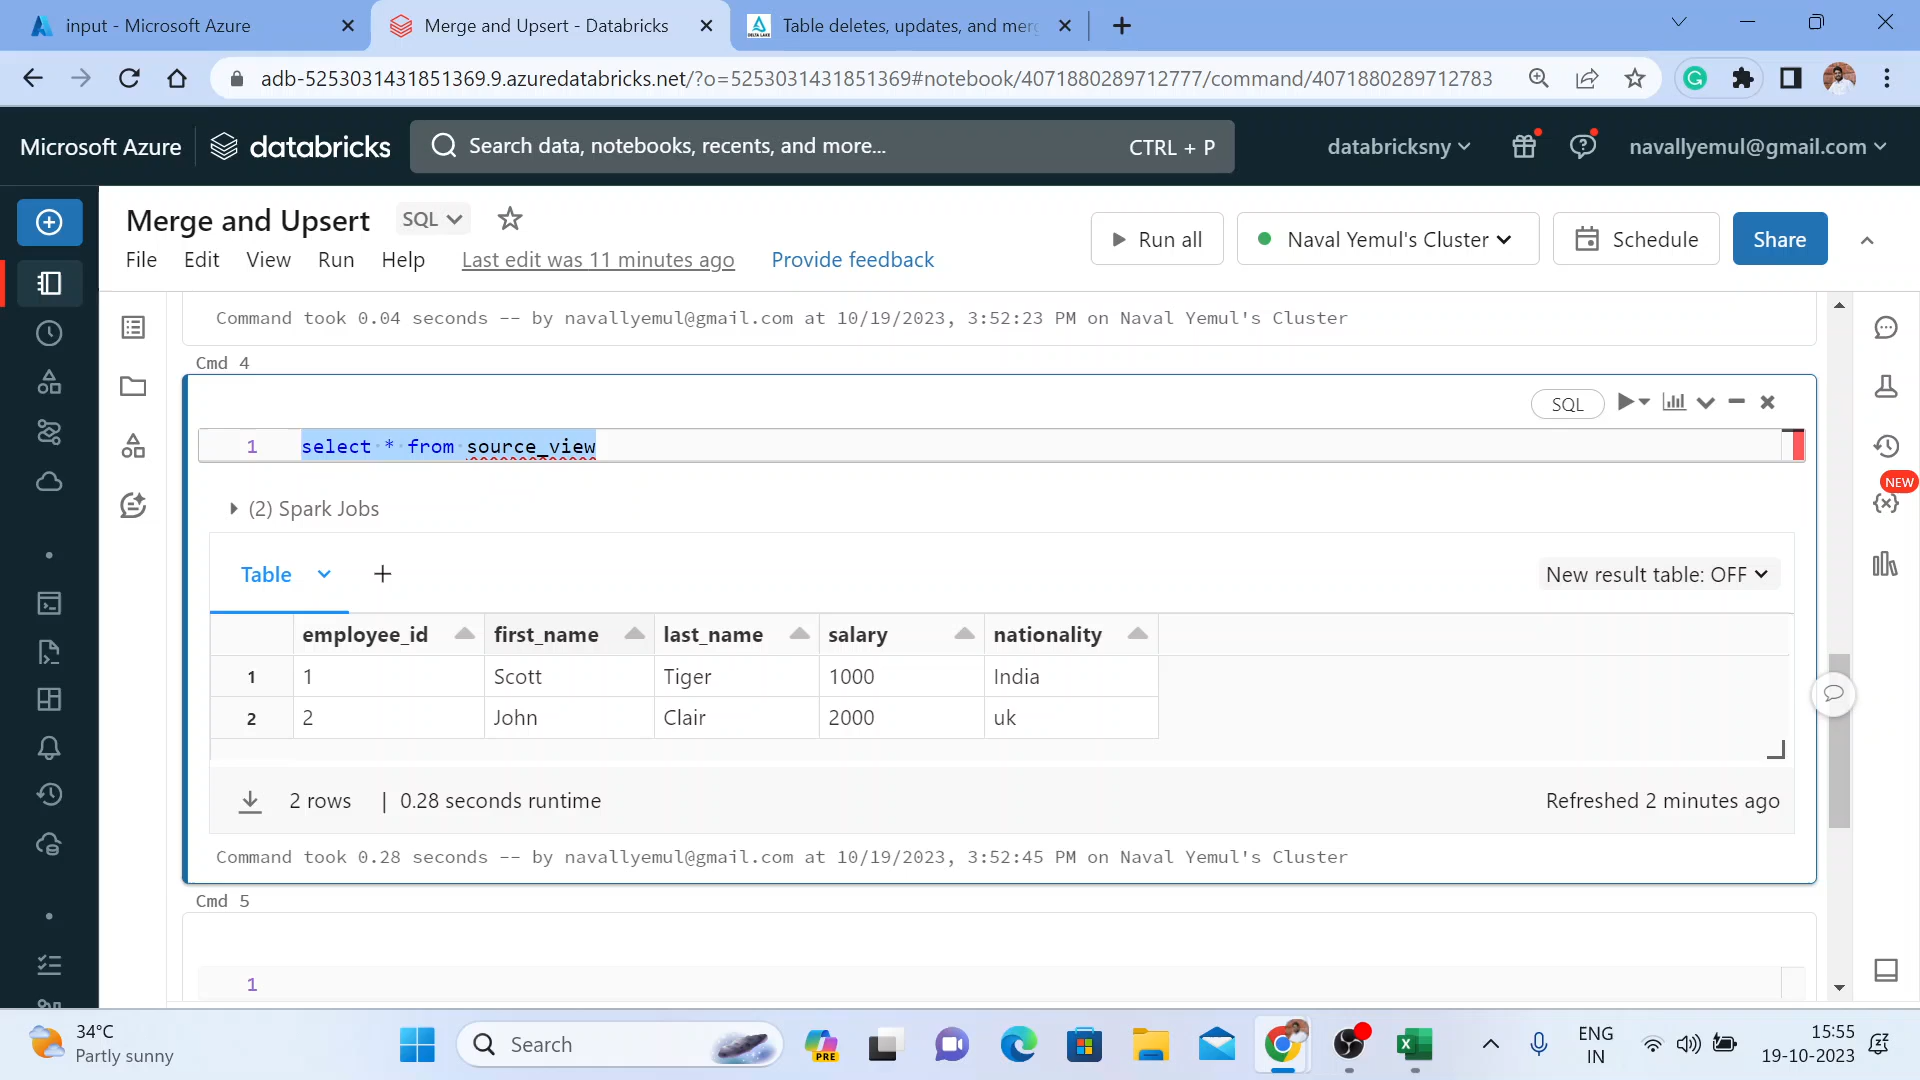 input - Microsoft Azure
Merge and Upsert - Databricks
Table deletes, updates, and mer
adb-5253031431851369.9.azuredatabricks.net/?o=5253031431851369#notebook/4071880289712777/command/4071880289712783
Microsoft Azure
databricks
Search data, notebooks, recents, and more...
CTRL + P
databricksny
navallyemul@gmail.com
Merge and Upsert
SQL
File Edit View Run Help Last edit was 11 minutes ago Provide feedback
Run all
Naval Yemul's Cluster
Schedule
Share
Command took 0.04 seconds -- by navallyemul@gmail.com at 10/19/2023, 3:52:23 PM on Naval Yemul's Cluster
Cmd 4
SQL
1 select * from source_view
NEW
(2) Spark Jobs
Table
New result table: OFF
employee_id first_name last_name salary nationality
1 1 Scott Tiger 1000 India
2 2 John Clair 2000 uk
2 rows | 0.28 seconds runtime
Refreshed 2 minutes ago
Command took 0.28 seconds -- by navallyemul@gmail.com at 10/19/2023, 3:52:45 PM on Naval Yemul's Cluster
Cmd 5
1
34°C
Partly sunny
Search
PRE
ENG
IN
15:55
19-10-2023